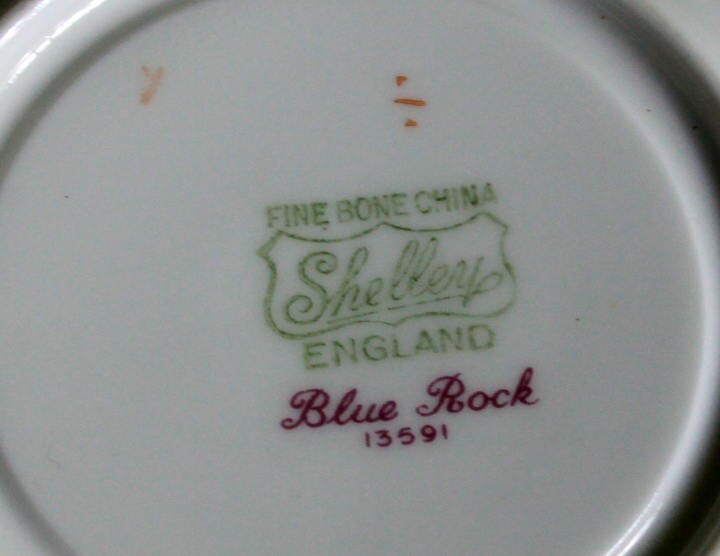 FINE BONE CHINA
Shelley
ENGLAND
Blue Rock
13591